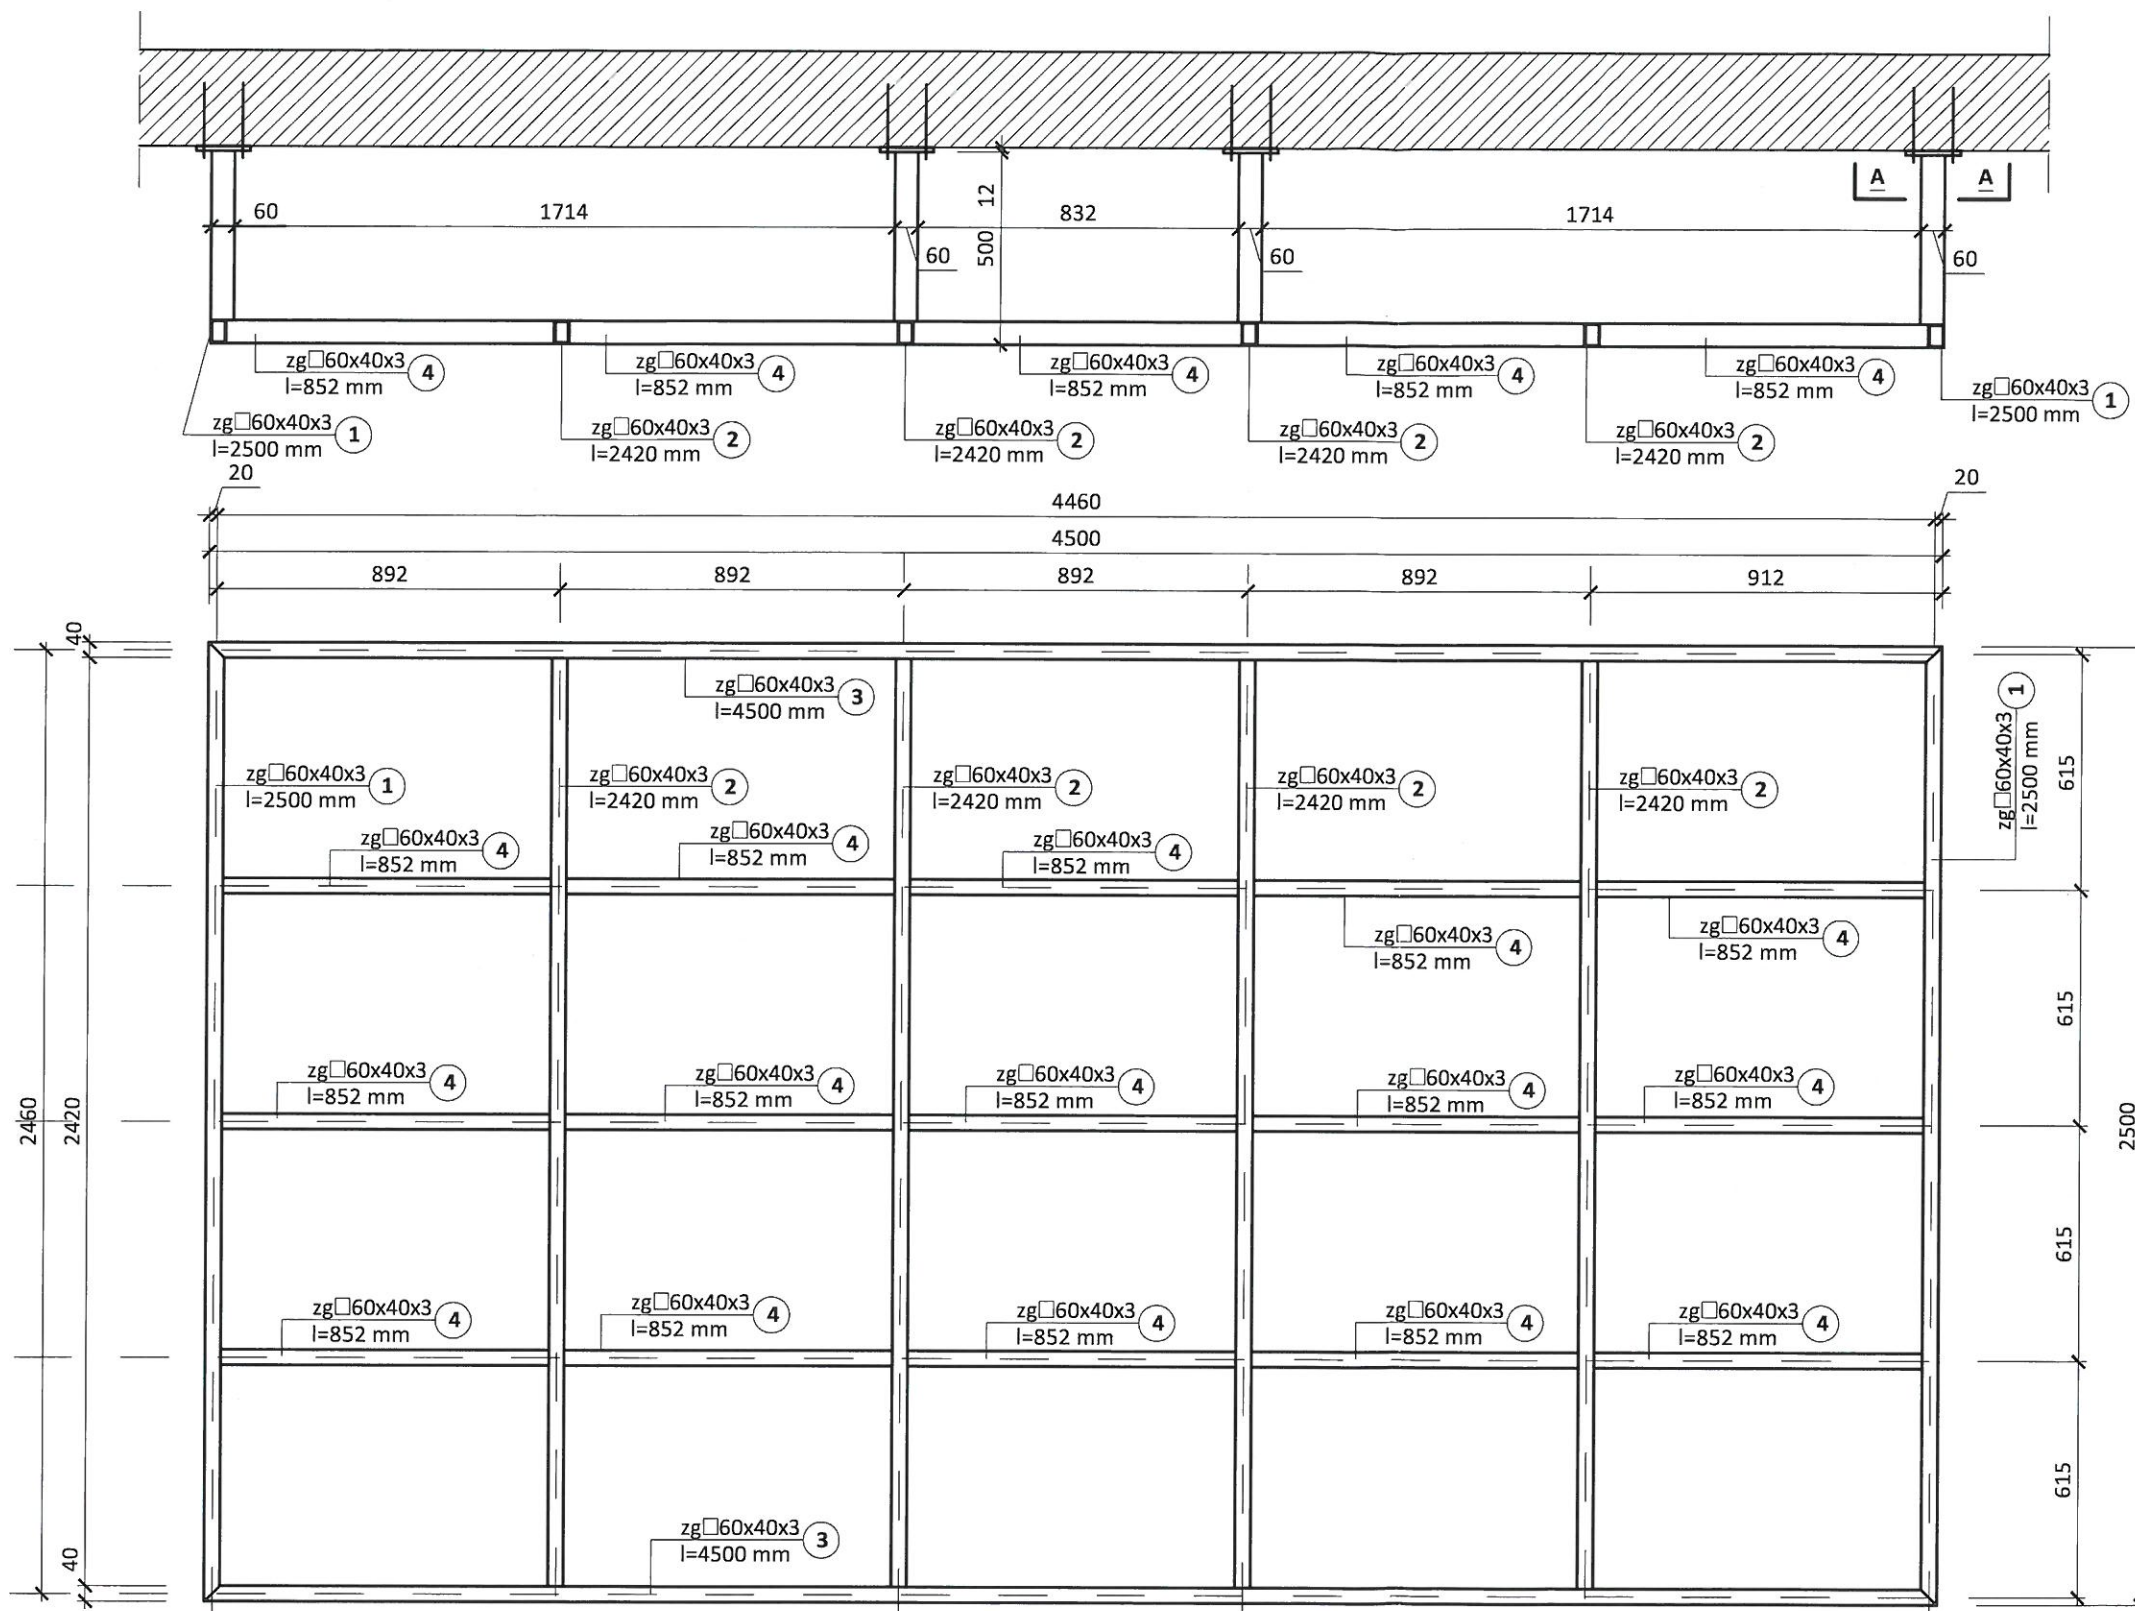 A A
60 1714 12 832 1714
500
60 60 60
zg□60x40x3 4
l=852 mm
zg□60x40x3 4
l=852 mm
zg□60x40x3 4
l=852 mm
zg□60x40x3 4
l=852 mm
zg□60x40x3 4
l=852 mm
zg□60x40x3 1
l=2500 mm
zg□60x40x3 2
l=2420 mm
zg□60x40x3 2
l=2420 mm
zg□60x40x3 2
l=2420 mm
zg□60x40x3 2
l=2420 mm
zg□60x40x3 1
l=2500 mm
20 20
4460
4500
892 892 892 892 912
40
zg□60x40x3 3
l=4500 mm
zg□60x40x3 1
l=2500 mm
zg□60x40x3 2
l=2420 mm
zg□60x40x3 2
l=2420 mm
zg□60x40x3 2
l=2420 mm
zg□60x40x3 2
l=2420 mm
zg□60x40x3 1
l=2500 mm
615
zg□60x40x3 4
l=852 mm
zg□60x40x3 4
l=852 mm
zg□60x40x3 4
l=852 mm
zg□60x40x3 4
l=852 mm
zg□60x40x3 4
l=852 mm
615
zg□60x40x3 4
l=852 mm
zg□60x40x3 4
l=852 mm
zg□60x40x3 4
l=852 mm
zg□60x40x3 4
l=852 mm
zg□60x40x3 4
l=852 mm
2460 2420 2500
615
zg□60x40x3 4
l=852 mm
zg□60x40x3 4
l=852 mm
zg□60x40x3 4
l=852 mm
zg□60x40x3 4
l=852 mm
zg□60x40x3 4
l=852 mm
615
zg□60x40x3 3
l=4500 mm
40